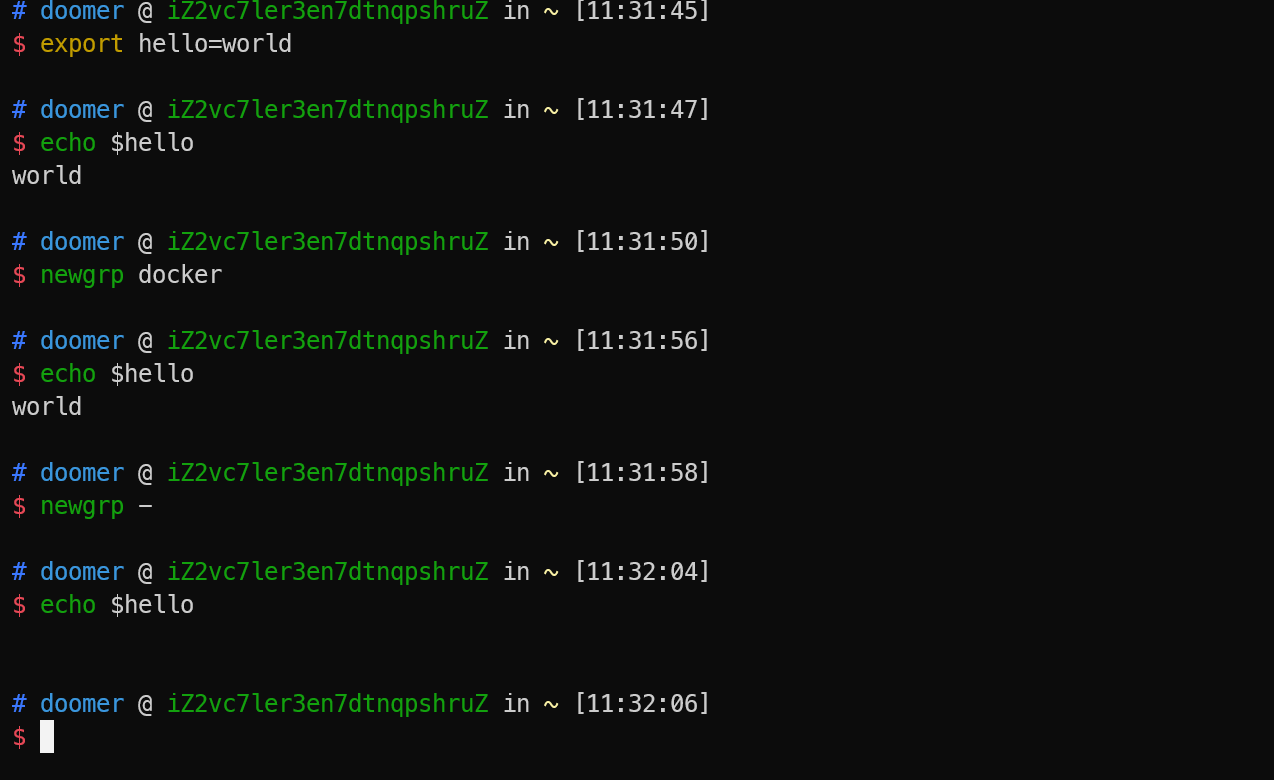 # doomer @ iZ2vc7ler3en7dtnqpshruZ in ~ [11:31:45]
$ export hello=world
# doomer @ iZ2vc7ler3en7dtnqpshruZ in ~ [11:31:47]
$ echo $hello
world
# doomer @ iZ2vc7ler3en7dtnqpshruZ in ~ [11:31:50]
$ newgrp docker
# doomer @ iZ2vc7ler3en7dtnqpshruZ in ~ [11:31:56]
$ echo $hello
world
# doomer @ iZ2vc7ler3en7dtnqpshruZ in ~ [11:31:58]
$ newgrp -
# doomer @ iZ2vc7ler3en7dtnqpshruZ in ~ [11:32:04]
$ echo $hello
# doomer @ iZ2vc7ler3en7dtnqpshruZ in ~ [11:32:06]
$